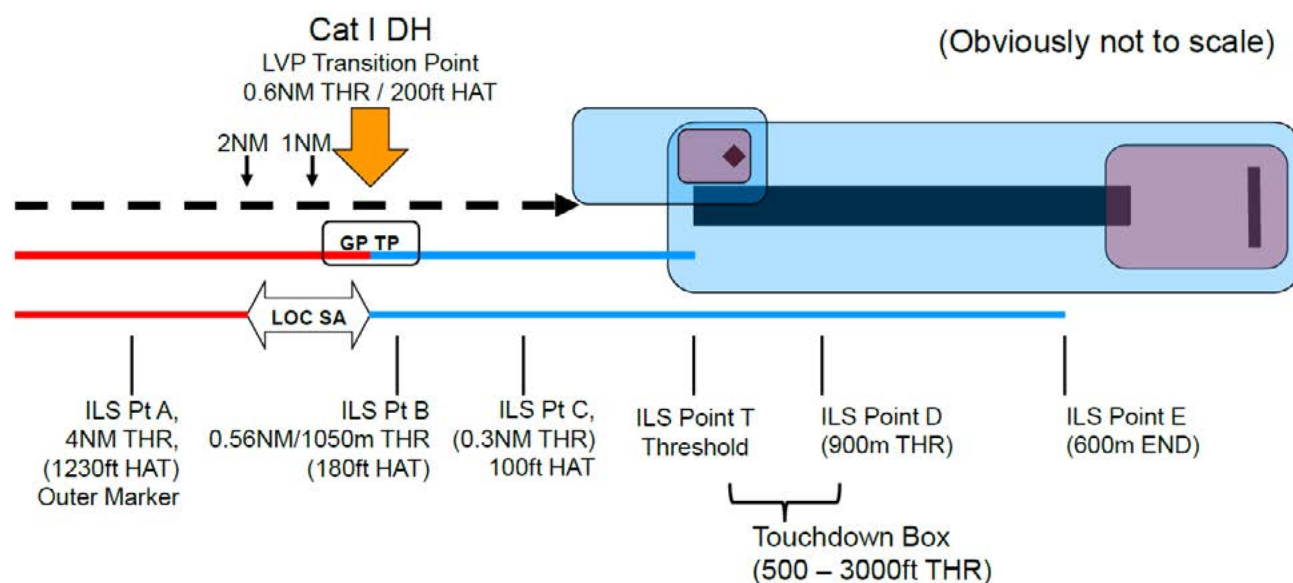 Cat I DH
LVP Transition Point
0.6NM THR / 200ft HAT
(Obviously not to scale)
2NM
1NM
GP TP
LOC SA
ILS Pt A,
4NM THR,
(1230ft HAT)
Outer Marker
ILS Pt B
0.56NM/1050m THR
(180ft HAT)
ILS Pt C,
(0.3NM THR)
100ft HAT
ILS Point T
Threshold
ILS Point D
(900m THR)
ILS Point E
(600m END)
Touchdown Box
(500 – 3000ft THR)